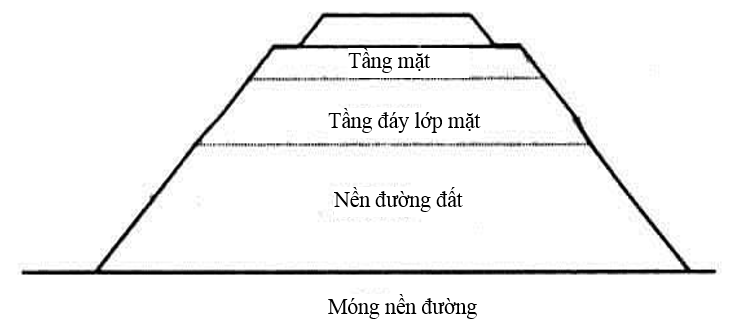 Tầng mặt
Tầng đáy lớp mặt
Nền đường đất
Móng nền đường